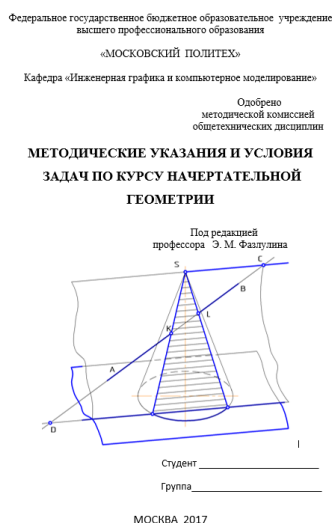 Федеральное государственное бюджетное образовательное учреждение
высшего профессионального образования
«МОСКОВСКИЙ ПОЛИТЕХ»
Кафедра «Инженерная графика и компьютерное моделирование»
Одобрено
методической комиссией
общетехнических дисциплин
МЕТОДИЧЕСКИЕ УКАЗАНИЯ И УСЛОВИЯ
ЗАДАЧ ПО КУРСУ НАЧЕРТАТЕЛЬНОЙ
ГЕОМЕТРИИ
Под редакцией
профессора Э. М. Фазлулина
S
C
B
L
K
A
D
Студент
Группа
МОСКВА 2017